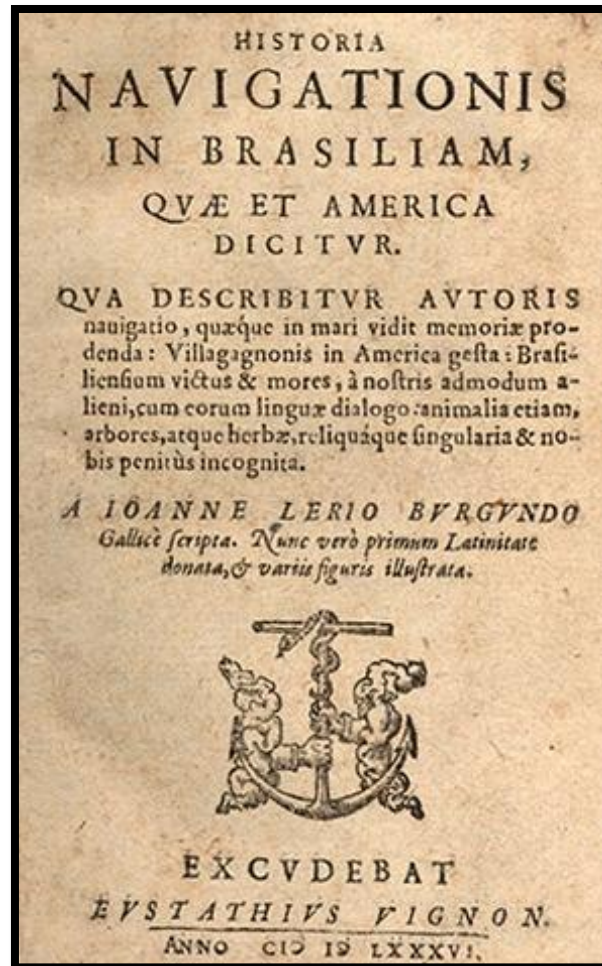 HISTORIA
NAVIGATIONIS
IN BRASILIAM,
QVÆ ET AMERICA
DICITVR.
QVA DESCRIBITVR AVTORIS
nauigatio, quæque in mari vidit memoriæ pro-
denda: Villagagnonis in America gesta: Brasi-
liensium victus & mores, à nostris admodum a-
lieni, cum eorum linguæ dialogo: animalia etiam,
arbores, atque herbæ, reliquáque singularia & no-
bis penitùs incognita.
A IOANNE LERIO BVRGVNDO
Gallicè scripta. Nunc verò primum Latinitate
donata, & variis figuris illustrata.
EXCVDEBAT
EVSTATHIVS VIGNON.
ANNO CIↃ IↃ LXXXVI.